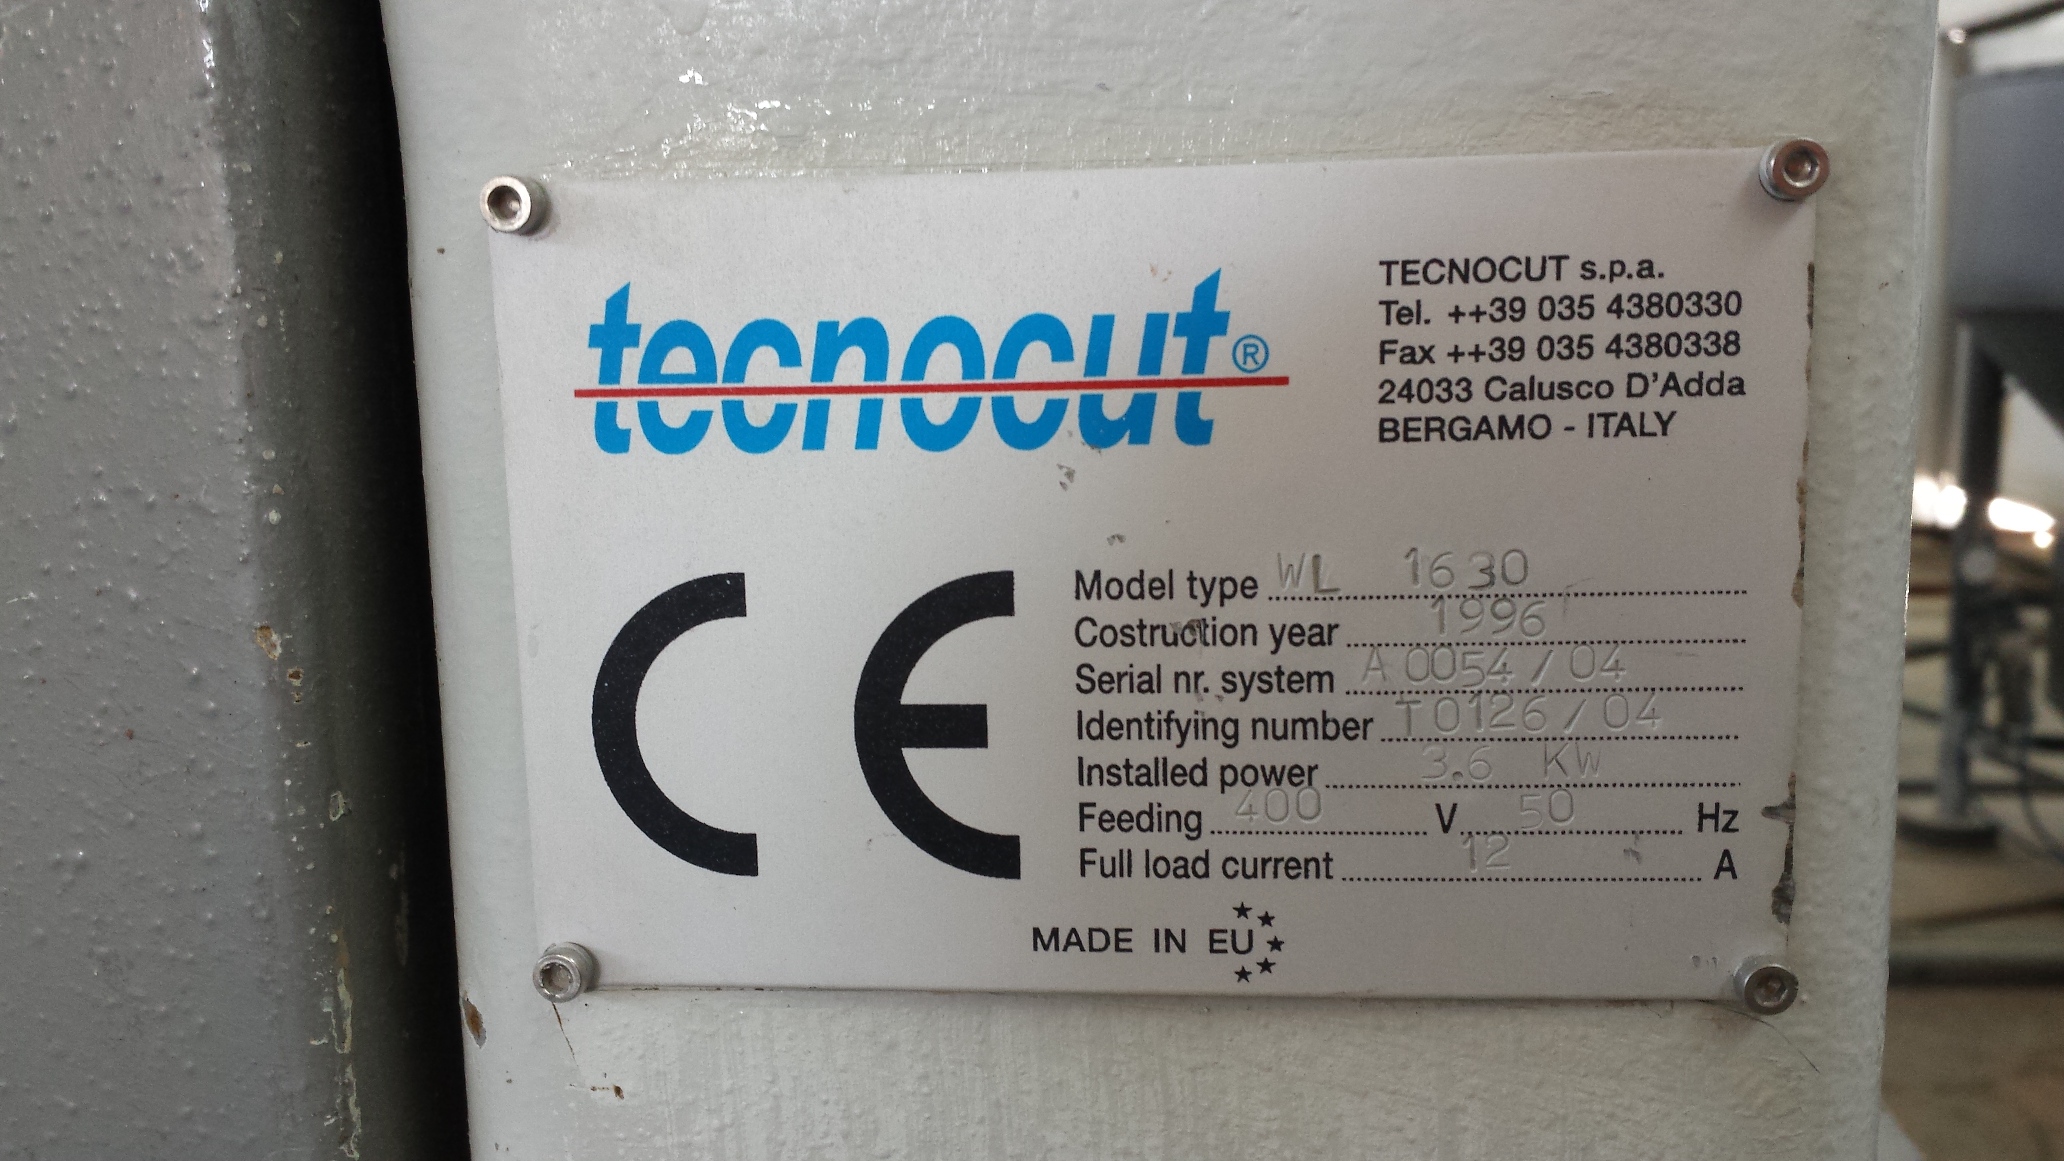 tecnocut®
TECNOCUT s.p.a.
Tel. ++39 035 4380330
Fax ++39 035 4380338
24033 Calusco D'Adda
BERGAMO - ITALY
CE
Model type WL 1630
Costruction year 1996
Serial nr. system A 0054/04
Identifying number T0126/04
Installed power 3.6 KW
Feeding 400 V 50 Hz
Full load current 12 A
MADE IN EU